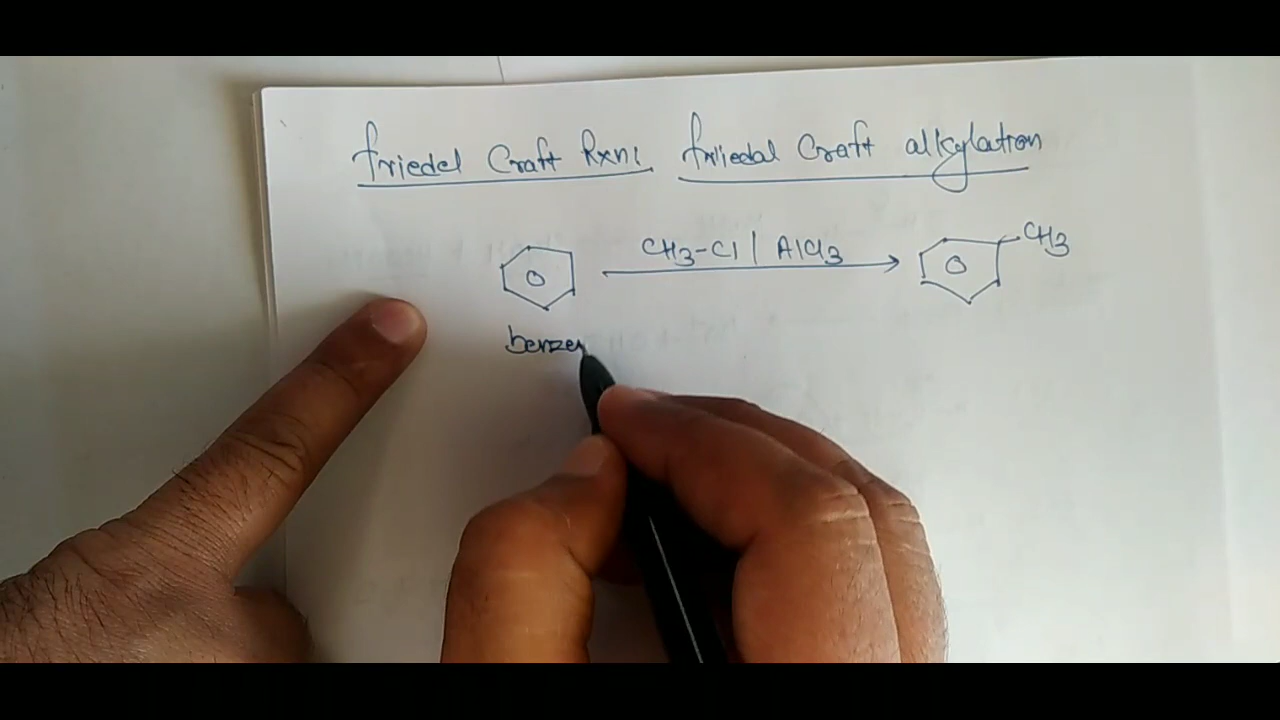 Friedel Craft Rxn: Friedal Craft alkylation
CH3-Cl | AlCl3
CH3
benzen